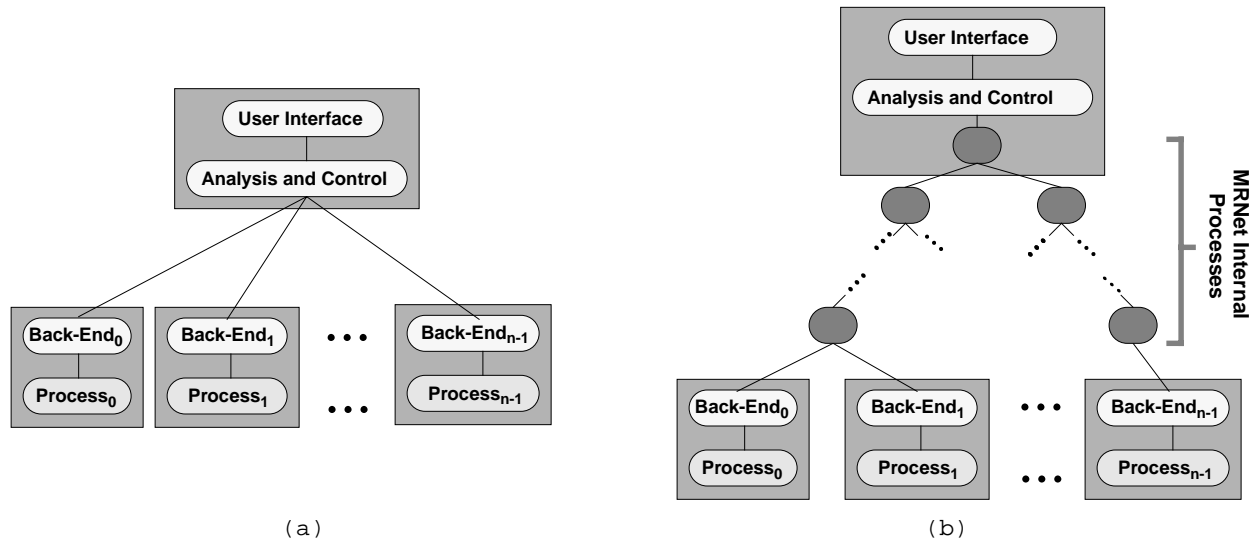 User Interface
Analysis and Control
Back-End0
Back-End1
Back-Endn-1
Process0
Process1
Processn-1
(a)
User Interface
Analysis and Control
MRNet Internal
Processes
Back-End0
Back-End1
Back-Endn-1
Process0
Process1
Processn-1
(b)